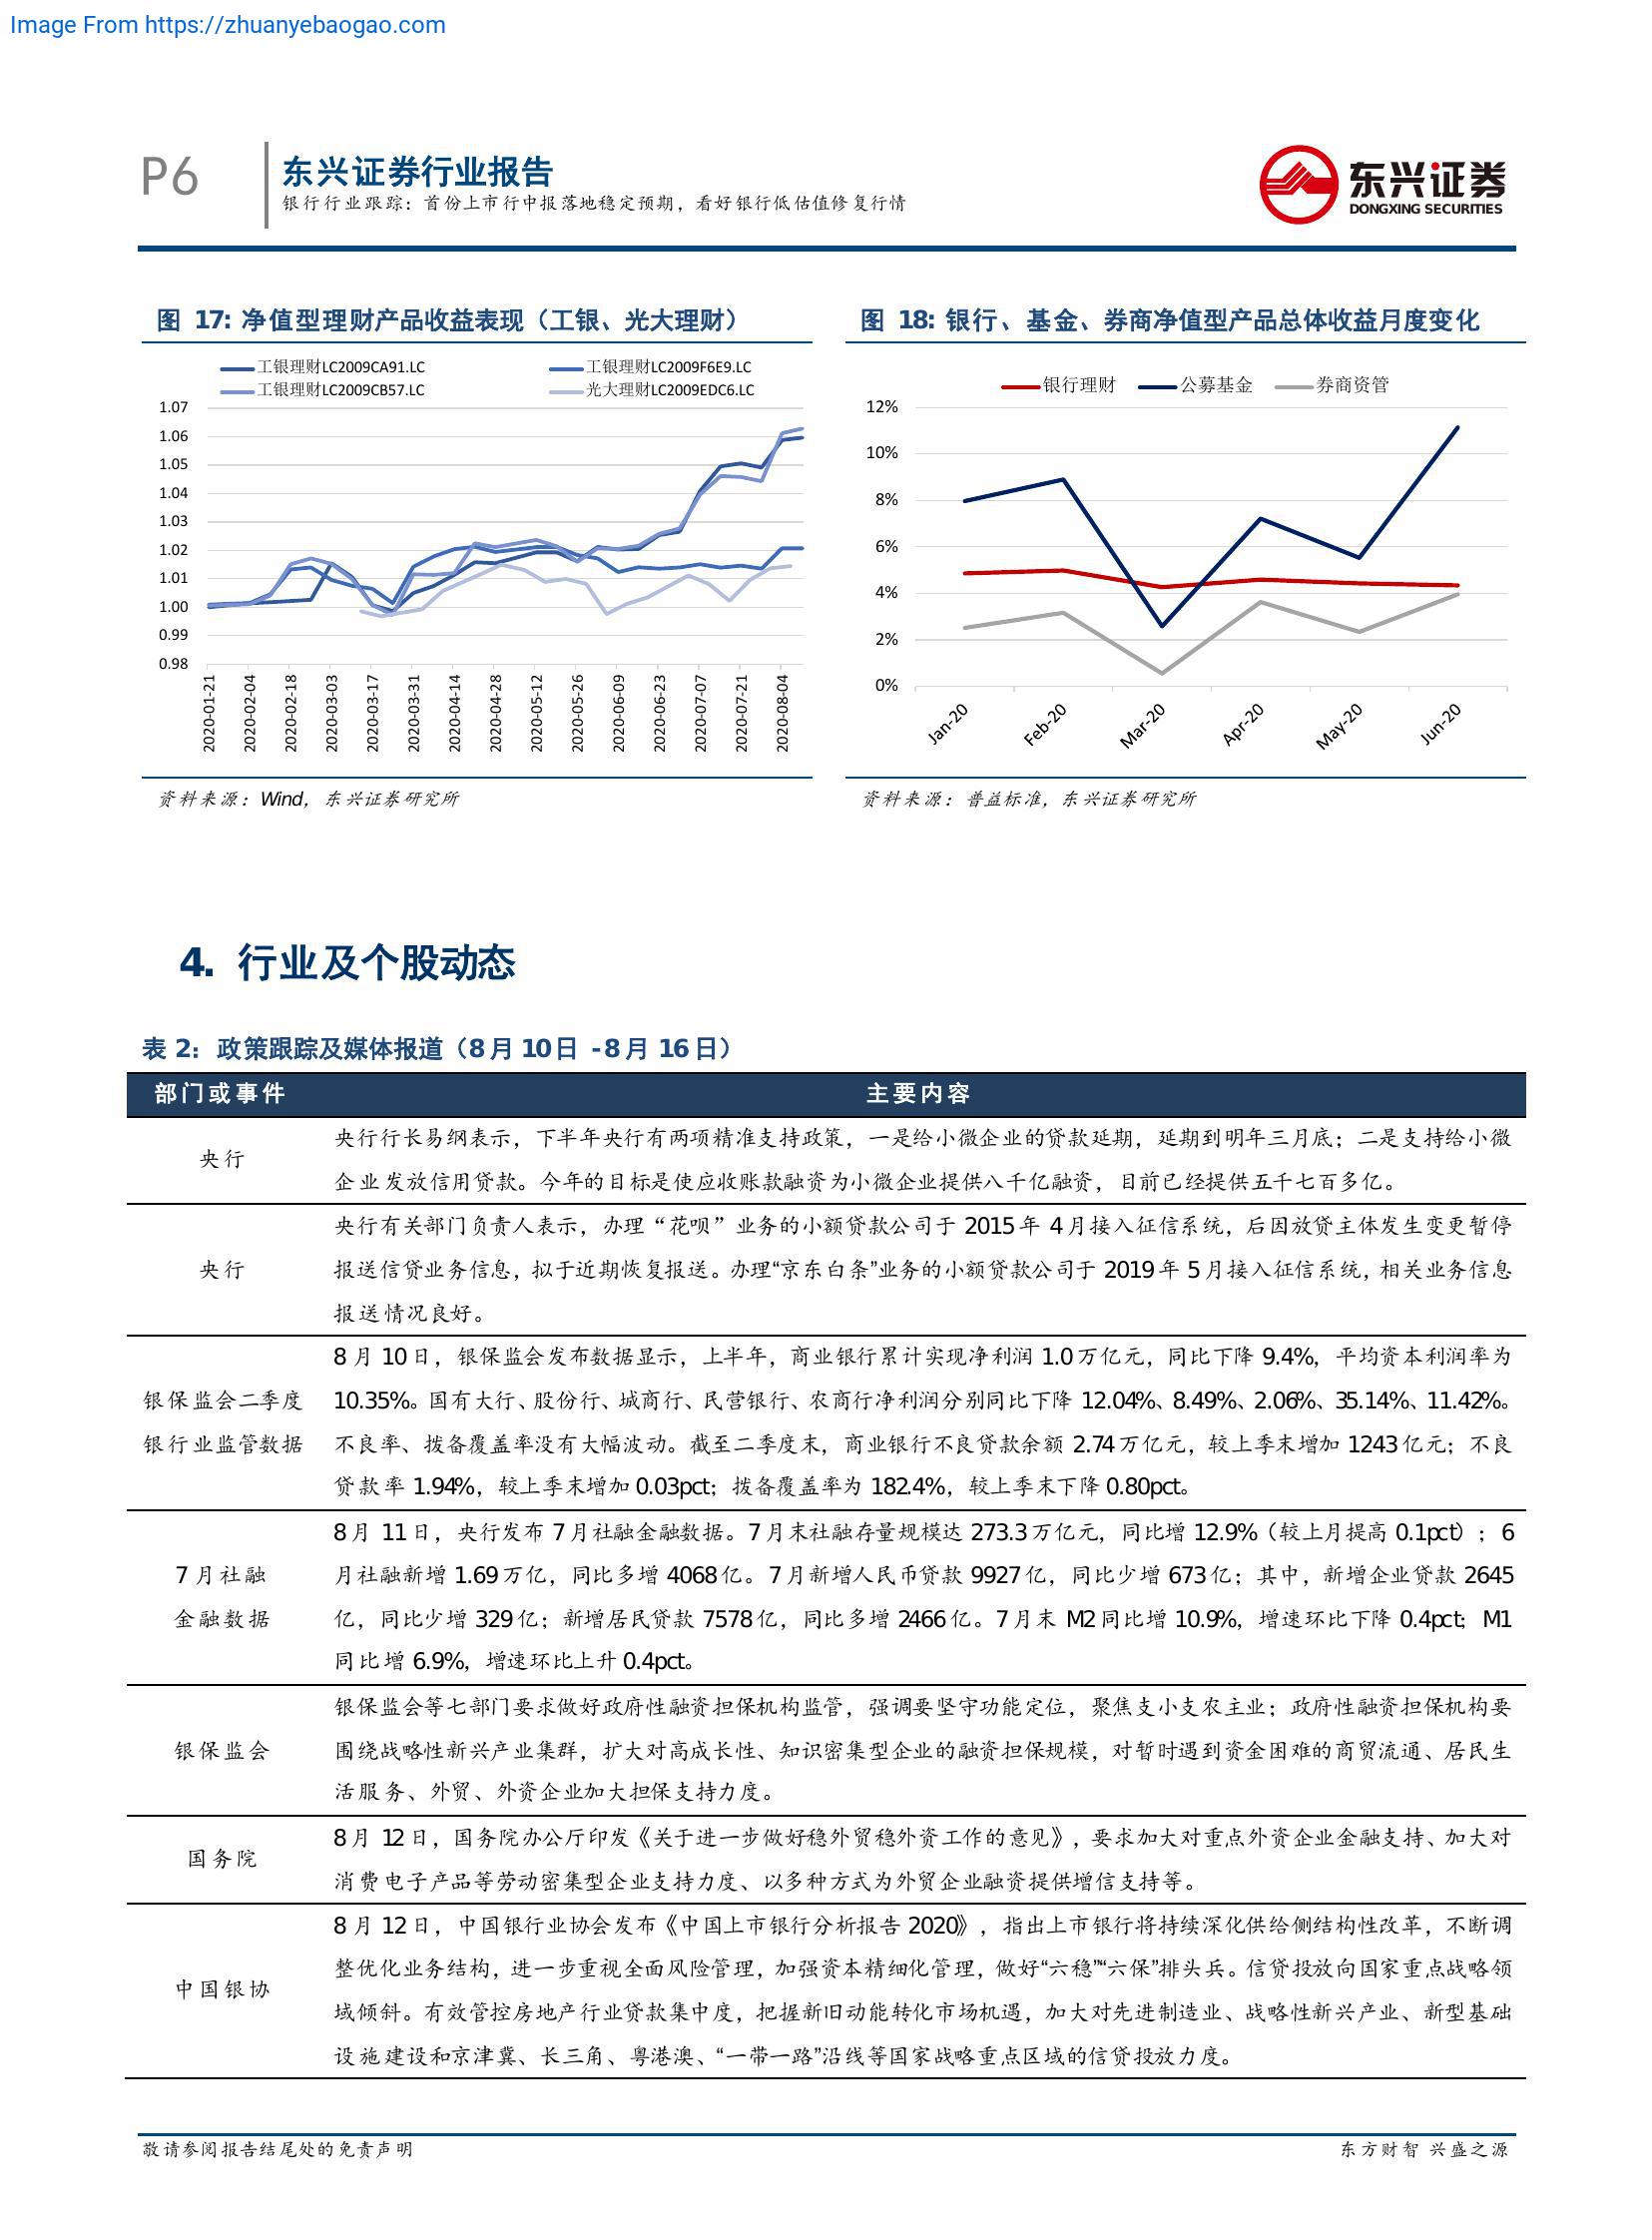 Image From https://zhuanyebaogao.com
P6
东兴证券行业报告
银行行业跟踪：首份上市行中报落地稳定预期，看好银行低估值修复行情
东兴证券
DONGXING SECURITIES
图 17: 净值型理财产品收益表现（工银、光大理财）
工银理财LC2009CA91.LC
工银理财LC2009F6E9.LC
工银理财LC2009CB57.LC
光大理财LC2009EDC6.LC
1.07
1.06
1.05
1.04
1.03
1.02
1.01
1.00
0.99
0.98
2020-01-21
2020-02-04
2020-02-18
2020-03-03
2020-03-17
2020-03-31
2020-04-14
2020-04-28
2020-05-12
2020-05-26
2020-06-09
2020-06-23
2020-07-07
2020-07-21
2020-08-04
资料来源：Wind，东兴证券研究所
图 18: 银行、基金、券商净值型产品总体收益月度变化
银行理财
公募基金
券商资管
12%
10%
8%
6%
4%
2%
0%
Jan-20
Feb-20
Mar-20
Apr-20
May-20
Jun-20
资料来源：普益标准，东兴证券研究所
4. 行业及个股动态
表 2：政策跟踪及媒体报道（8月10日 -8月16日）
部门或事件 主要内容
央行
央行行长易纲表示，下半年央行有两项精准支持政策，一是给小微企业的贷款延期，延期到明年三月底；二是支持给小微
企业发放信用贷款。今年的目标是使应收账款融资为小微企业提供八千亿融资，目前已经提供五千七百多亿。
央行
央行有关部门负责人表示，办理“花呗”业务的小额贷款公司于 2015年 4月接入征信系统，后因放贷主体发生变更暂停
报送信贷业务信息，拟于近期恢复报送。办理“京东白条”业务的小额贷款公司于 2019年 5月接入征信系统，相关业务信息
报送情况良好。
银保监会二季度
银行业监管数据
8 月 10日，银保监会发布数据显示，上半年，商业银行累计实现净利润 1.0万亿元，同比下降 9.4%，平均资本利润率为
10.35%。国有大行、股份行、城商行、民营银行、农商行净利润分别同比下降 12.04%、8.49%、2.06%、35.14%、11.42%。
不良率、拨备覆盖率没有大幅波动。截至二季度末，商业银行不良贷款余额 2.74万亿元，较上季末增加 1243亿元；不良
贷款率 1.94%，较上季末增加 0.03pct；拨备覆盖率为 182.4%，较上季末下降 0.80pct。
7月社融
金融数据
8月 11日，央行发布 7月社融金融数据。7月末社融存量规模达 273.3万亿元，同比增 12.9%（较上月提高 0.1pct）；6
月社融新增 1.69万亿，同比多增 4068亿。7月新增人民币贷款 9927亿，同比少增 673亿；其中，新增企业贷款 2645
亿，同比少增 329亿；新增居民贷款 7578亿，同比多增 2466亿。7月末 M2同比增 10.9%，增速环比下降 0.4pct；M1
同比增 6.9%，增速环比上升 0.4pct。
银保监会
银保监会等七部门要求做好政府性融资担保机构监管，强调要坚守功能定位，聚焦支小支农主业；政府性融资担保机构要
围绕战略性新兴产业集群，扩大对高成长性、知识密集型企业的融资担保规模，对暂时遇到资金困难的商贸流通、居民生
活服务、外贸、外资企业加大担保支持力度。
国务院
8月 12日，国务院办公厅印发《关于进一步做好稳外贸稳外资工作的意见》，要求加大对重点外资企业金融支持、加大对
消费电子产品等劳动密集型企业支持力度、以多种方式为外贸企业融资提供增信支持等。
中国银协
8月 12日，中国银行业协会发布《中国上市银行分析报告 2020》，指出上市银行将持续深化供给侧结构性改革，不断调
整优化业务结构，进一步重视全面风险管理，加强资本精细化管理，做好“六稳”“六保”排头兵。信贷投放向国家重点战略领
域倾斜。有效管控房地产行业贷款集中度，把握新旧动能转化市场机遇，加大对先进制造业、战略性新兴产业、新型基础
设施建设和京津冀、长三角、粤港澳、“一带一路”沿线等国家战略重点区域的信贷投放力度。
敬请参阅报告结尾处的免责声明
东方财智 兴盛之源